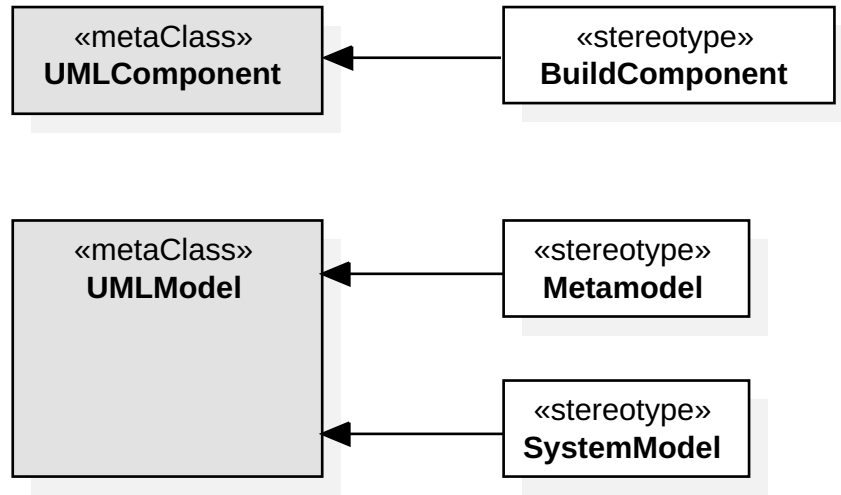 «metaClass»
UMLComponent
«stereotype»
BuildComponent
«metaClass»
UMLModel
«stereotype»
Metamodel
«stereotype»
SystemModel